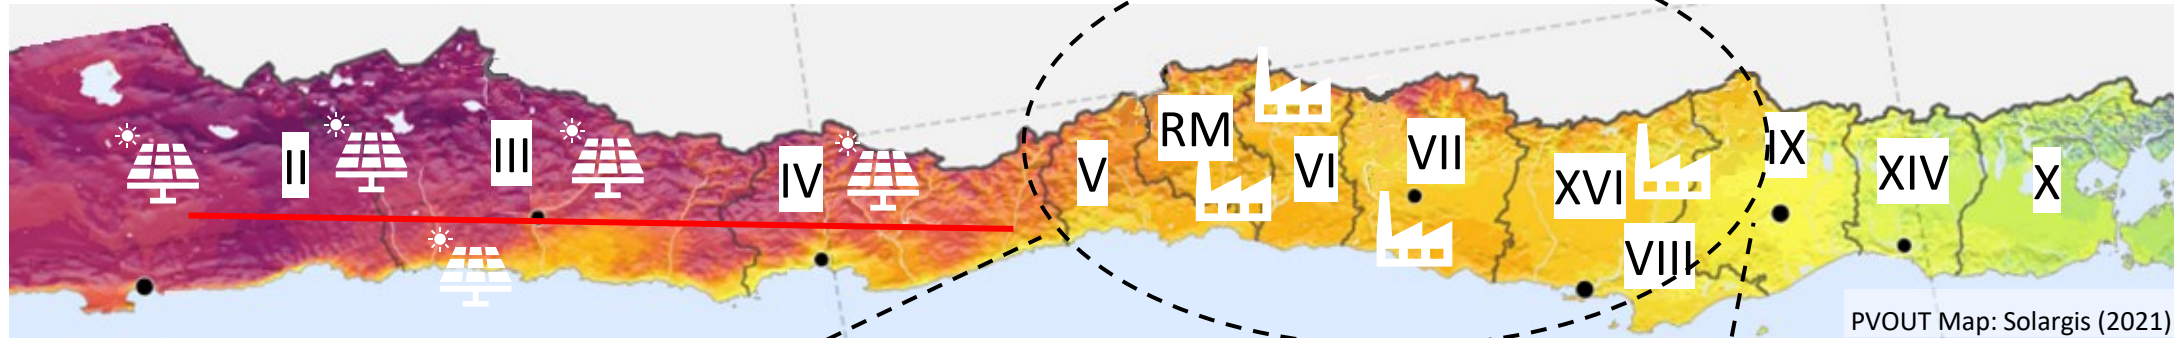 II
III
IV
V
RM
VI
VII
XVI
VIII
IX
XIV
X
PVOUT Map: Solargis (2021)